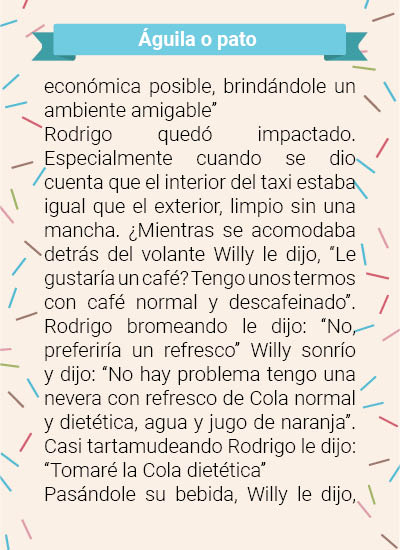 Águila o pato
económica posible, brindándole un
ambiente amigable”
Rodrigo quedó impactado.
Especialmente cuando se dio
cuenta que el interior del taxi estaba
igual que el exterior, limpio sin una
mancha. ¿Mientras se acomodaba
detrás del volante Willy le dijo, “Le
gustaría un café? Tengo unos termos
con café normal y descafeinado”.
Rodrigo bromeando le dijo: “No,
preferiría un refresco” Willy sonrío
y dijo: “No hay problema tengo una
nevera con refresco de Cola normal
y dietética, agua y jugo de naranja”.
Casi tartamudeando Rodrigo le dijo:
“Tomaré la Cola dietética”
Pasándole su bebida, Willy le dijo,